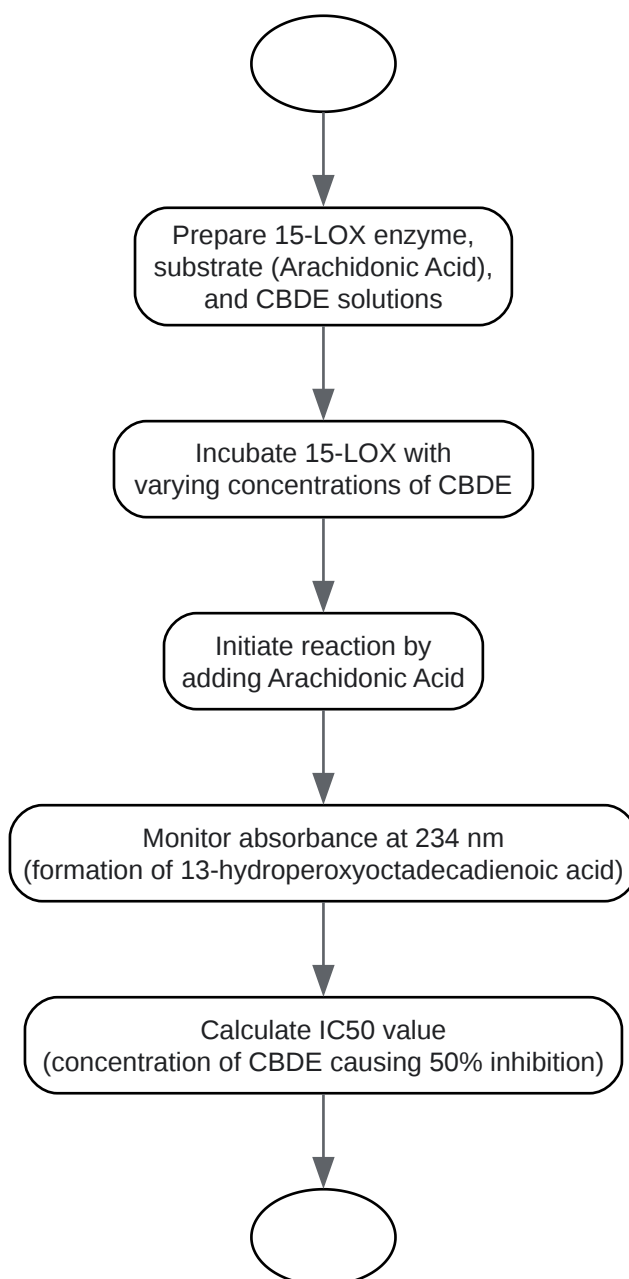 Prepare 15-LOX enzyme,
substrate (Arachidonic Acid),
and CBDE solutions
Incubate 15-LOX with
varying concentrations of CBDE
Initiate reaction by
adding Arachidonic Acid
Monitor absorbance at 234 nm
(formation of 13-hydroperoxyoctadecadienoic acid)
Calculate IC50 value
(concentration of CBDE causing 50% inhibition)